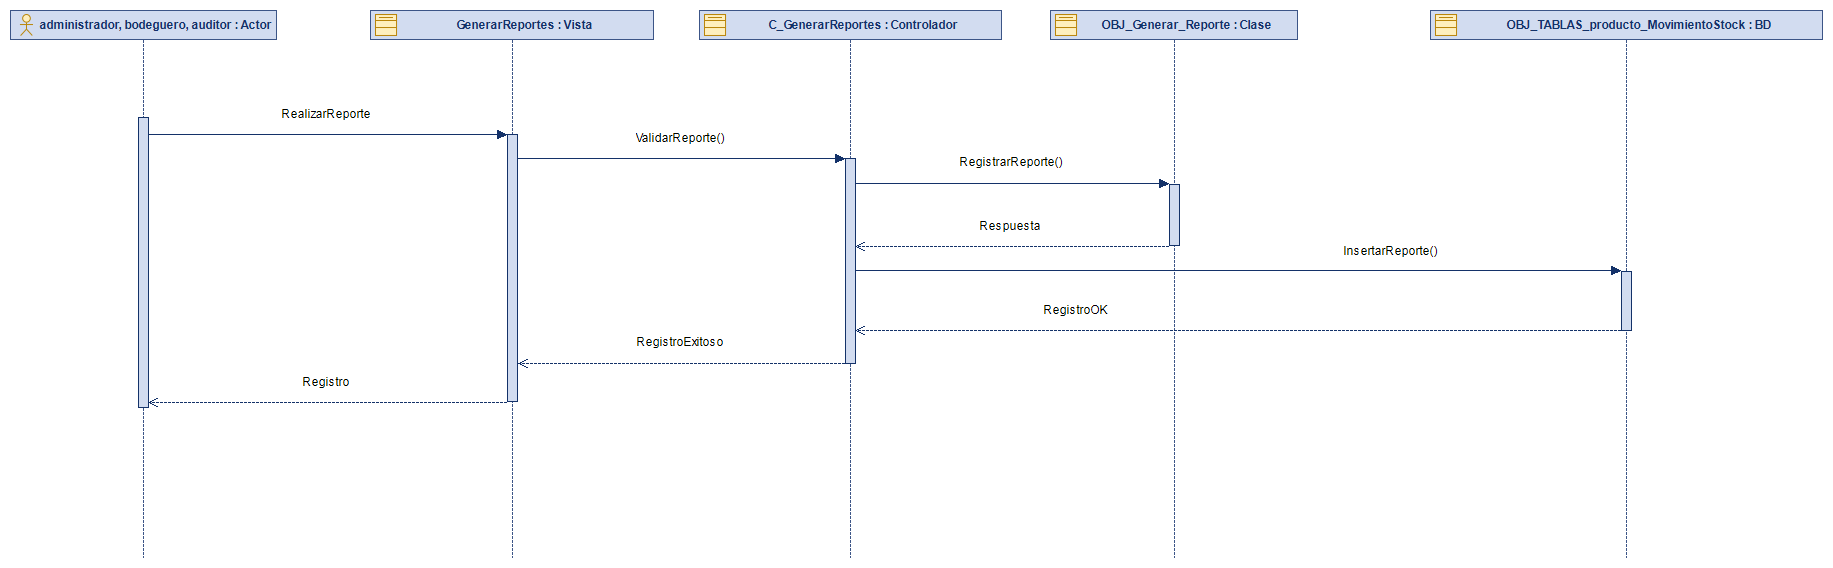 administrador, bodeguero, auditor : Actor
GenerarReportes : Vista
C_GenerarReportes : Controlador
OBJ_Generar_Reporte : Clase
OBJ_TABLAS_producto_MovimientoStock : BD
RealizarReporte
ValidarReporte()
RegistrarReporte()
Respuesta
InsertarReporte()
RegistroOK
RegistroExitoso
Registro